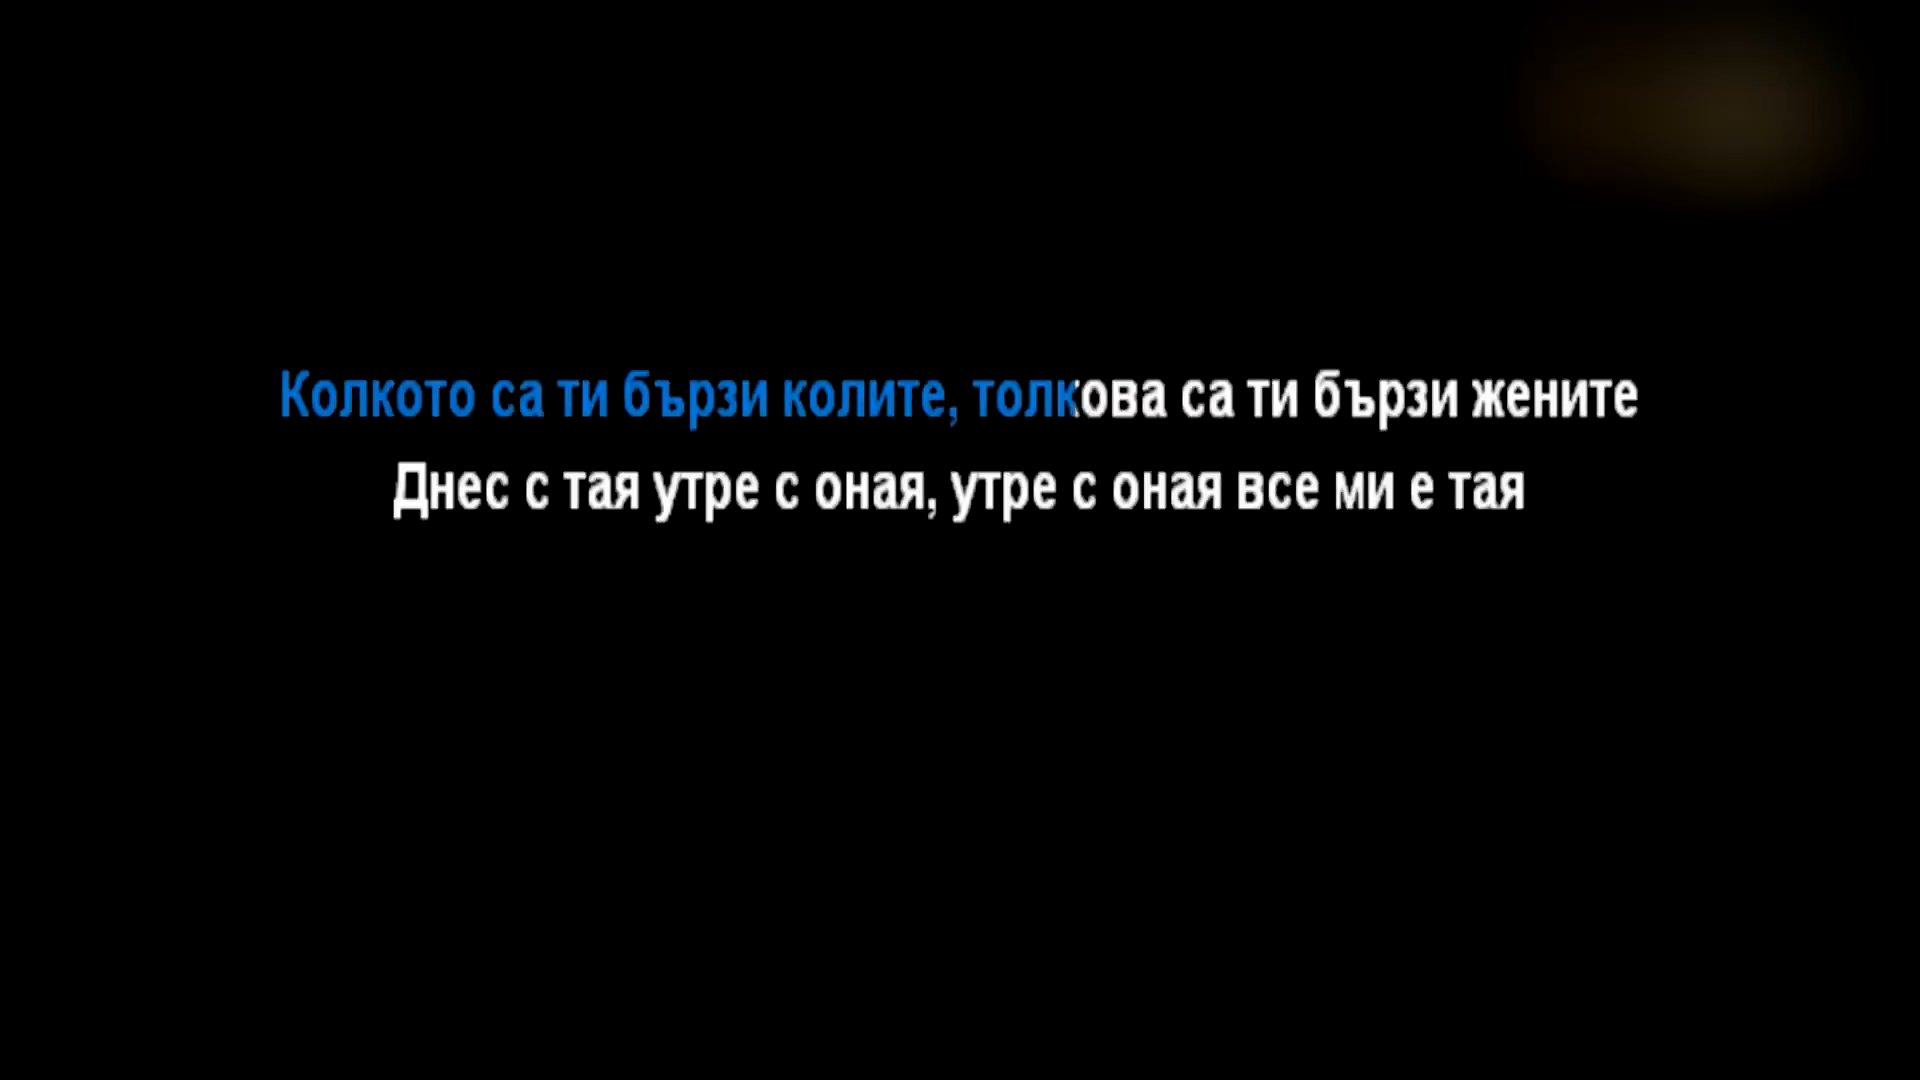 Колкото са ти бързи колите, толкова са ти бързи жените
Днес с тая утре с оная, утре с оная все ми е тая